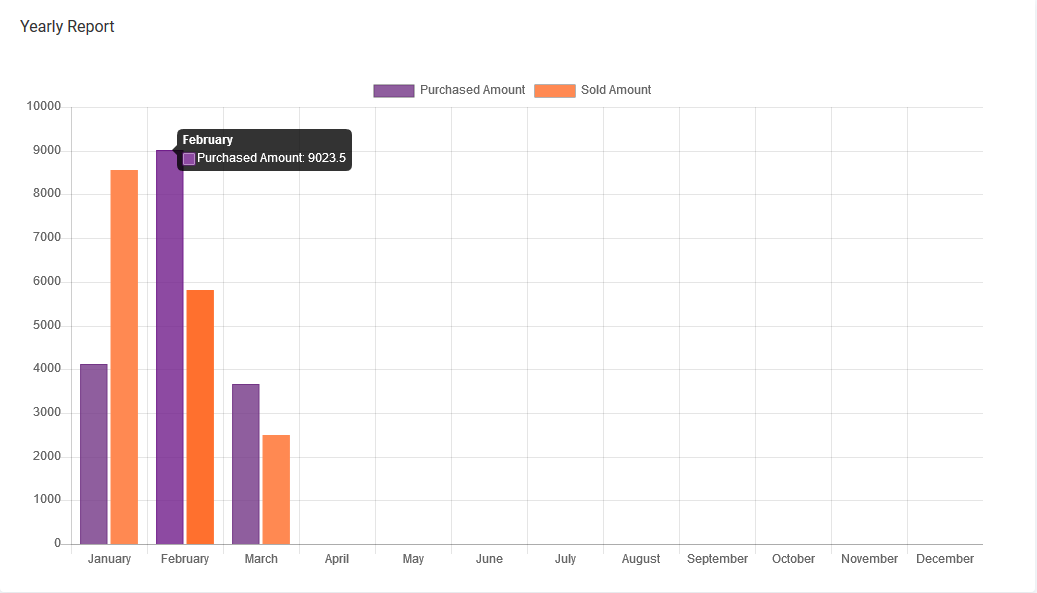 Yearly Report
Purchased Amount Sold Amount
10000
9000
8000
7000
6000
5000
4000
3000
2000
1000
0
February
Purchased Amount: 9023.5
January February March April May June July August September October November December